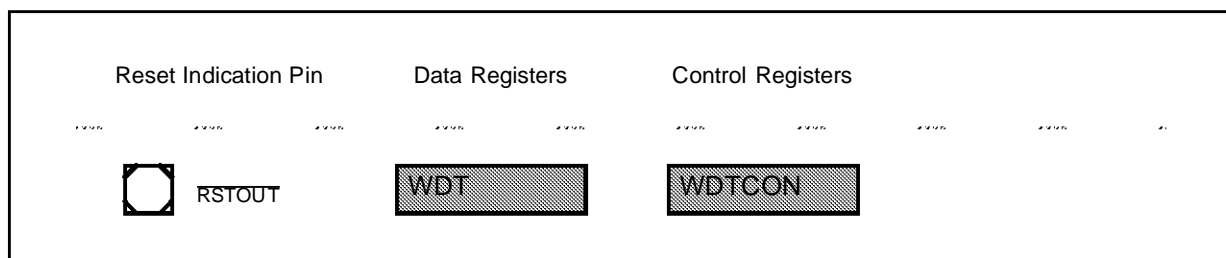 Reset Indication Pin Data Registers Control Registers
RSTOUT WDT WDTCON